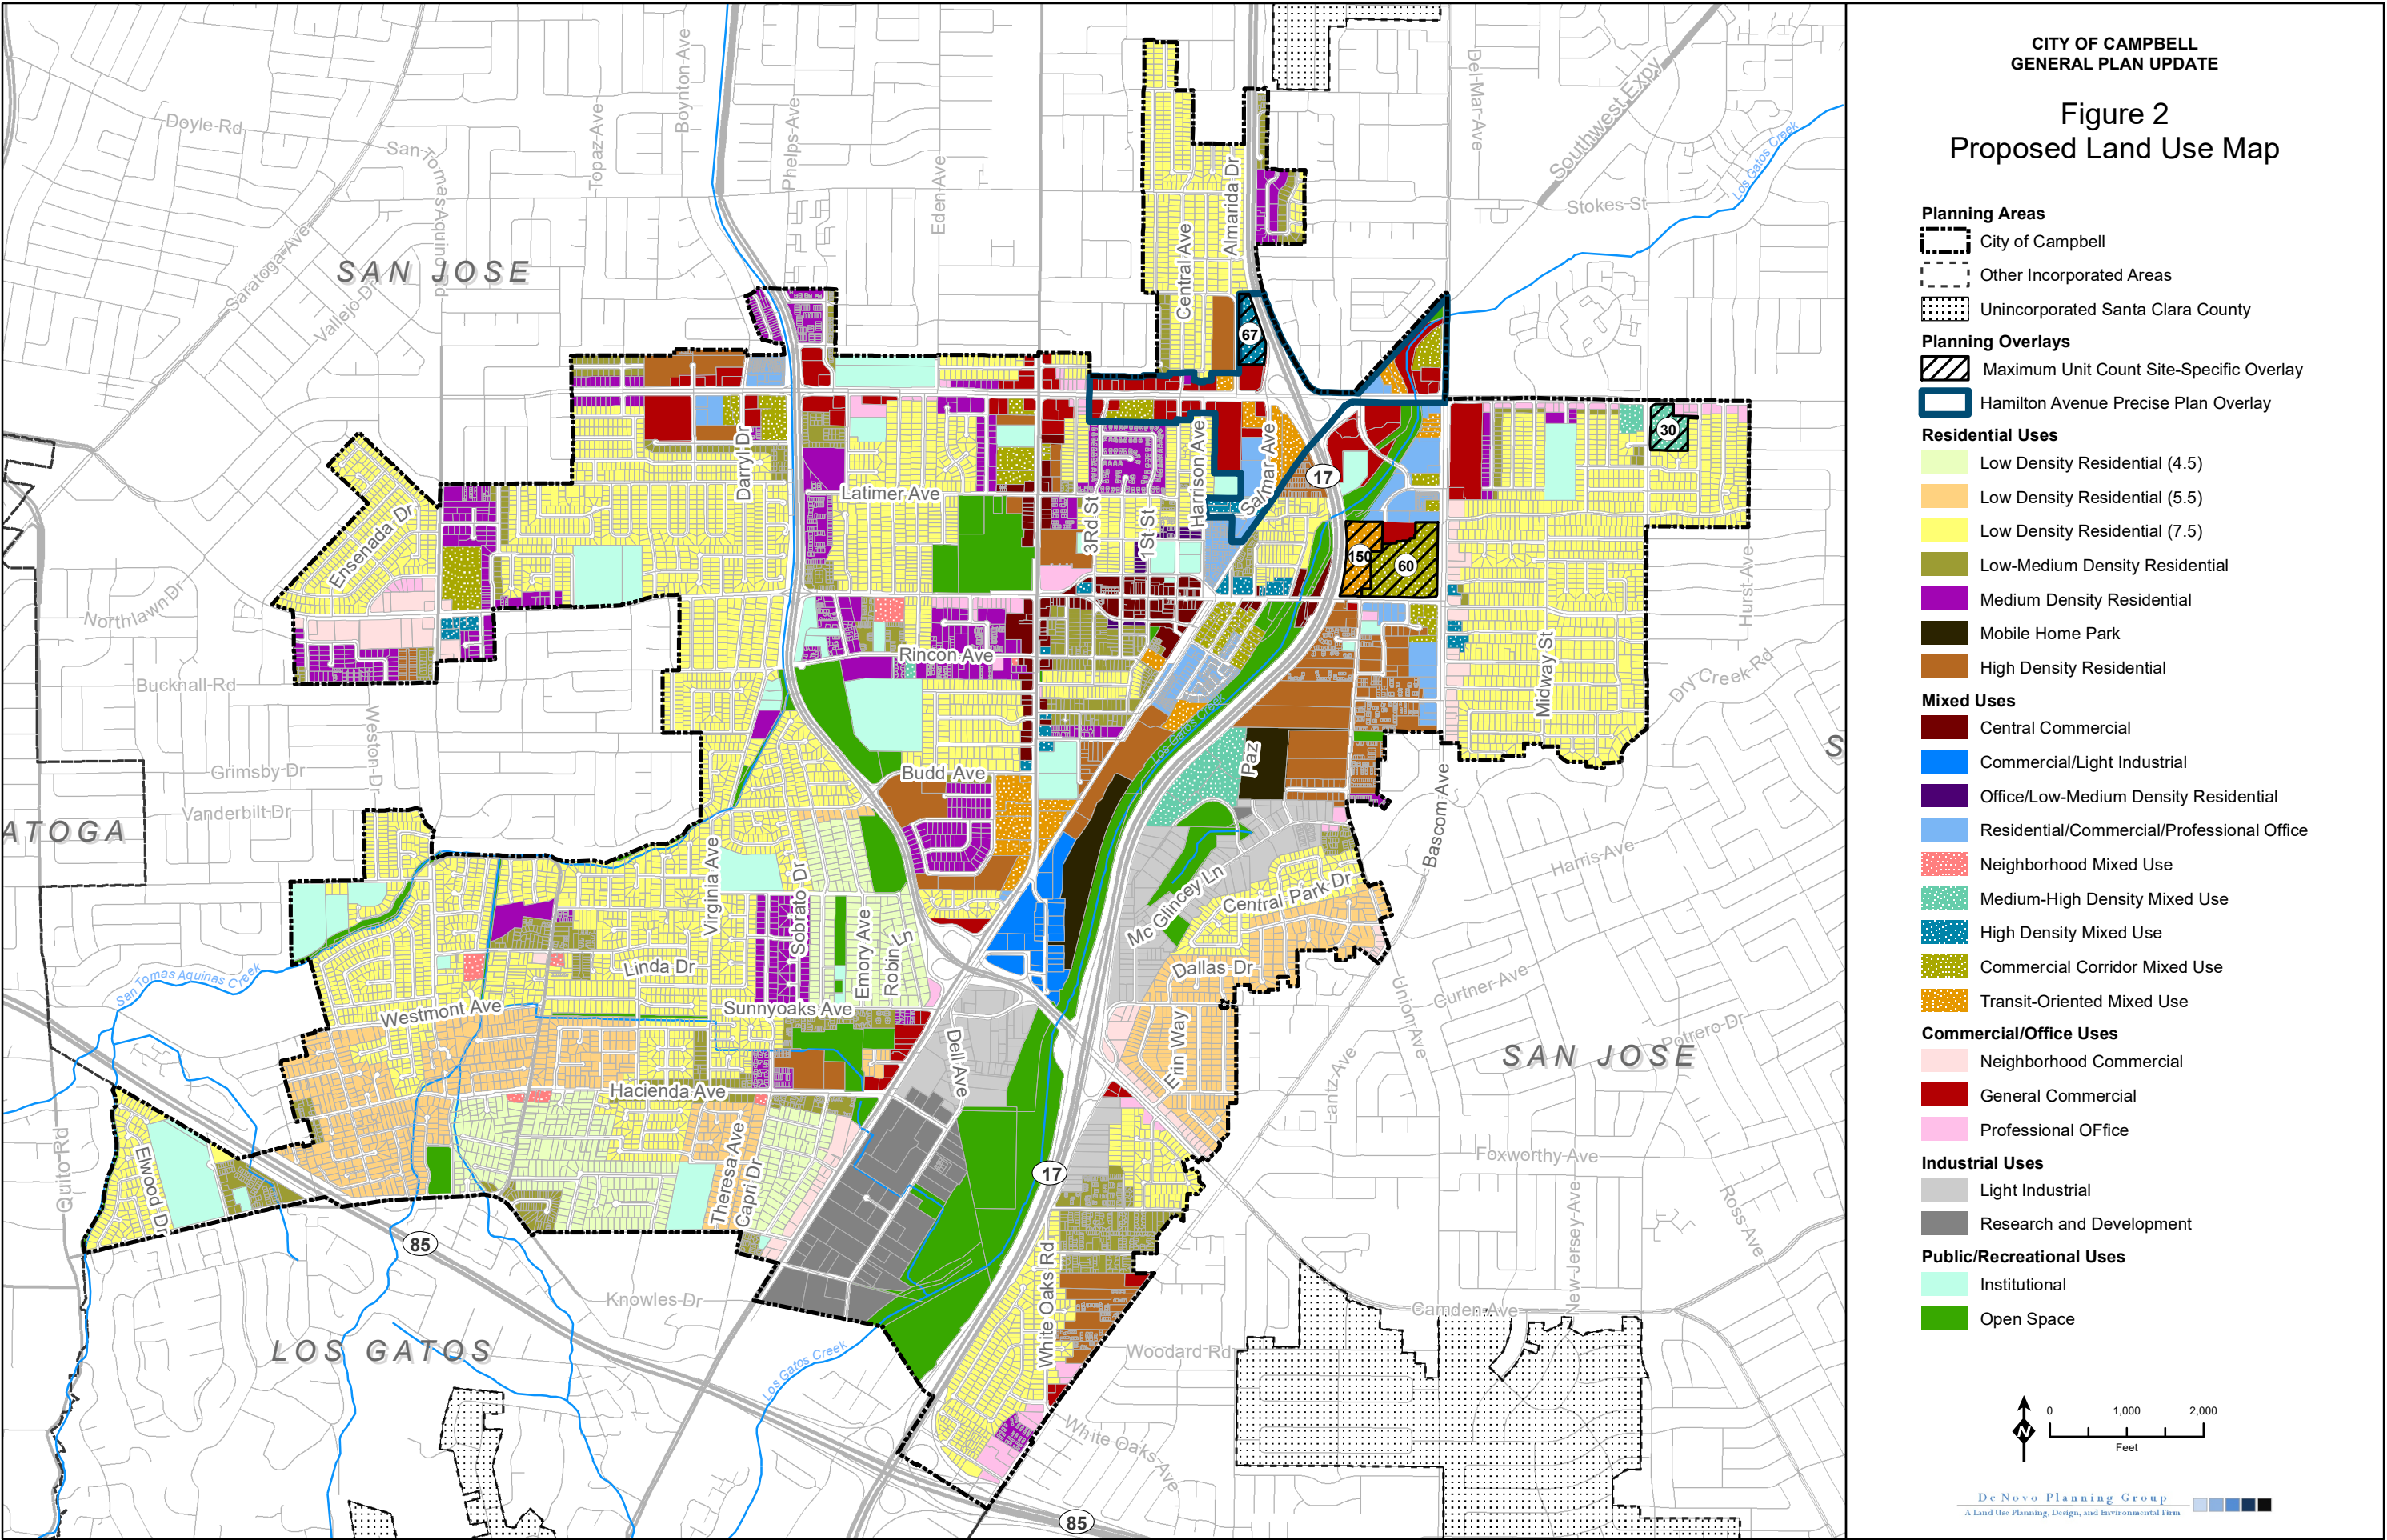 CITY OF CAMPBELL
GENERAL PLAN UPDATE
Figure 2
Proposed Land Use Map
Planning Areas
City of Campbell
Other Incorporated Areas
Unincorporated Santa Clara County
Planning Overlays
Maximum Unit Count Site-Specific Overlay
Hamilton Avenue Precise Plan Overlay
Residential Uses
Low Density Residential (4.5)
Low Density Residential (5.5)
Low Density Residential (7.5)
Low-Medium Density Residential
Medium Density Residential
Mobile Home Park
High Density Residential
Mixed Uses
Central Commercial
Commercial/Light Industrial
Office/Low-Medium Density Residential
Residential/Commercial/Professional Office
Neighborhood Mixed Use
Medium-High Density Mixed Use
High Density Mixed Use
Commercial Corridor Mixed Use
Transit-Oriented Mixed Use
Commercial/Office Uses
Neighborhood Commercial
General Commercial
Professional OFfice
Industrial Uses
Light Industrial
Research and Development
Public/Recreational Uses
Institutional
Open Space
N
0 1,000 2,000
Feet
De Novo Planning Group
A Land Use Planning, Design, and Environmental Firm
Doyle Rd
San Tomas Aquino Rd
Topaz Ave
Boynton Ave
Phelps Ave
Eden Ave
Del Mar Ave
Southwest Expy
Los Gatos Creek
Stokes St
Saratoga Ave
Vallejo Dr
SAN JOSE
Central Ave
Almarida Dr
67
30
17
150
60
Darryl Dr
Latimer Ave
3Rd St
1St St
Harrison Ave
Salmar Ave
Ensenada Dr
Northlawn Dr
Bucknall Rd
Weston Dr
Grimsby Dr
Vanderbilt Dr
ATOGA
Rincon Ave
Budd Ave
Los Gatos Creek
Paz
Midway St
Hurst Ave
Dry Creek Rd
S
Bascom Ave
Harris Ave
Virginia Ave
Sobrato Dr
Emory Ave
Robin Ln
Linda Dr
Mc Glincey Ln
Central Park Dr
Dallas Dr
San Tomas Aquinas Creek
Westmont Ave
Sunnyoaks Ave
Dell Ave
Erin Way
Union Ave
Curtner Ave
Potrero Dr
SAN JOSE
Lantz Ave
Hacienda Ave
Theresa Ave
Capri Dr
Quito Rd
Elwood Dr
17
Foxworthy Ave
New Jersey Ave
Ross Ave
85
Knowles Dr
White Oaks Rd
Camden Ave
Woodard Rd
LOS GATOS
Los Gatos Creek
White Oaks Ave
85